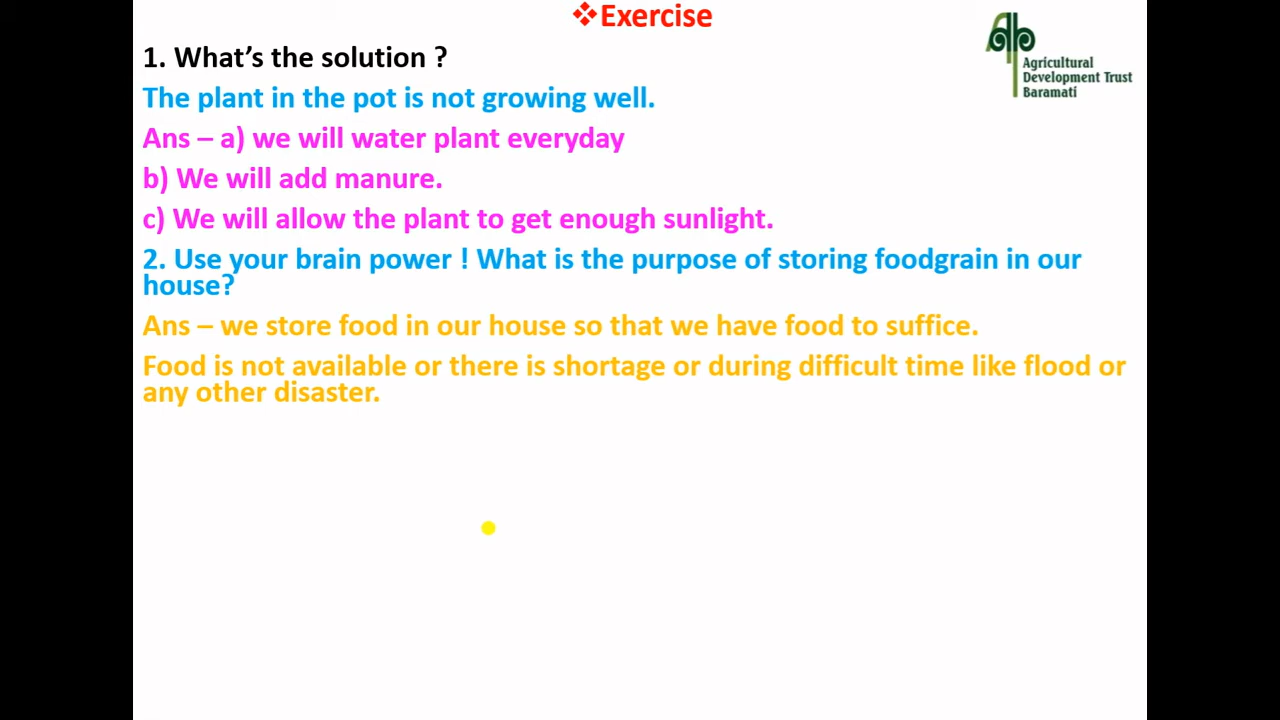 ❖Exercise
Agricultural
Development Trust
Baramati
1. What's the solution ?
The plant in the pot is not growing well.
Ans – a) we will water plant everyday
b) We will add manure.
c) We will allow the plant to get enough sunlight.
2. Use your brain power ! What is the purpose of storing foodgrain in our
house?
Ans – we store food in our house so that we have food to suffice.
Food is not available or there is shortage or during difficult time like flood or
any other disaster.